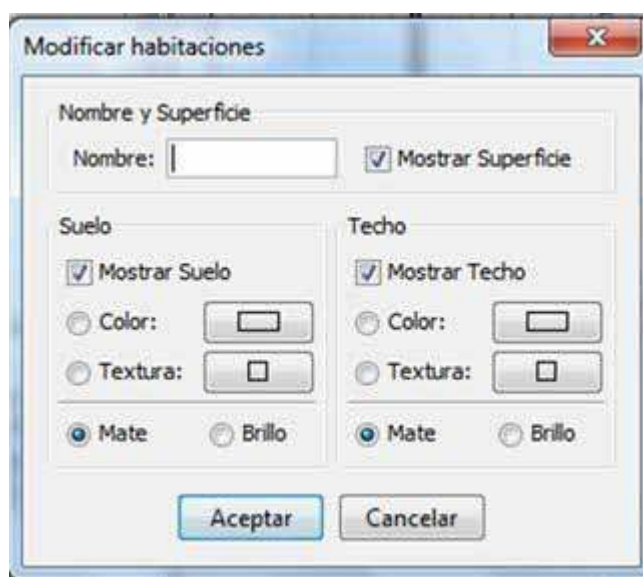 Modificar habitaciones
Nombre y Superficie
Nombre: Mostrar Superficie
Suelo
Mostrar Suelo
Color:
Textura:
Mate Brillo
Techo
Mostrar Techo
Color:
Textura:
Mate Brillo
Aceptar Cancelar